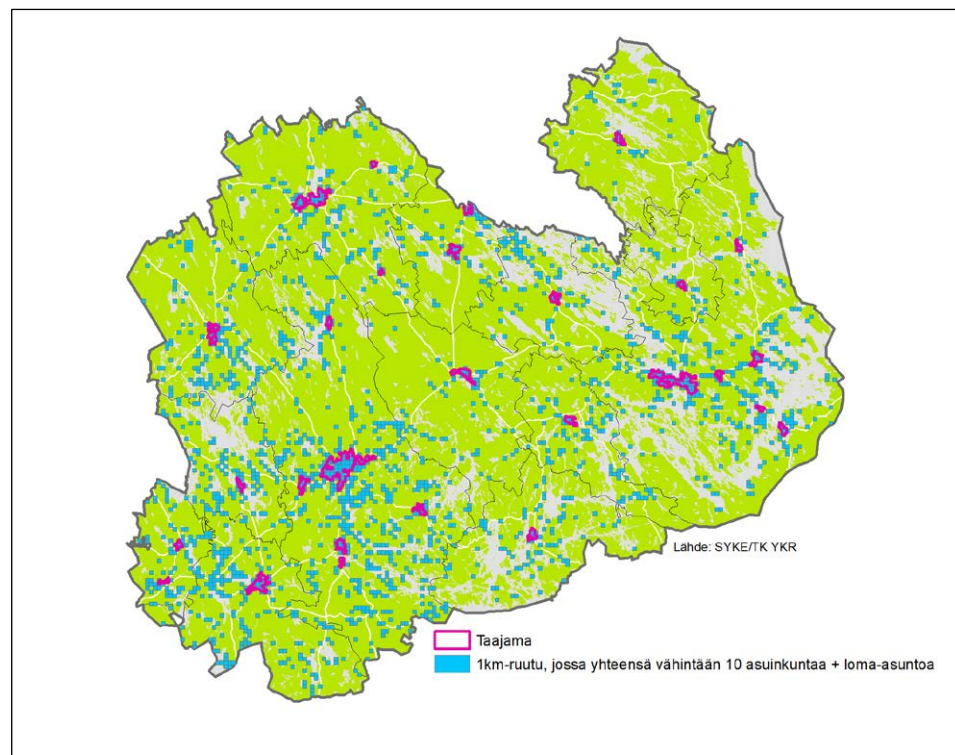 Lähde: SYKE/TK YKR
Taajama
1km-ruutu, jossa yhteensä vähintään 10 asuinkuntaa + loma-asuntoa